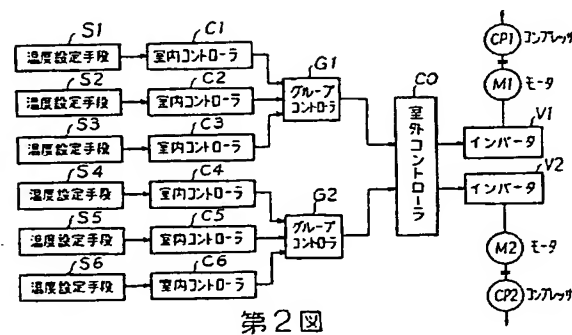 S1
温度設定手段
C1
室内コントローラ
S2
温度設定手段
C2
室内コントローラ
S3
温度設定手段
C3
室内コントローラ
G1
グループ
コントローラ
S4
温度設定手段
C4
室内コントローラ
S5
温度設定手段
C5
室内コントローラ
S6
温度設定手段
C6
室内コントローラ
G2
グループ
コントローラ
CO
室外コントローラ
CP1
コンプレッサ
M1
モータ
V1
インバータ
V2
インバータ
M2
モータ
CP2
コンプレッサ
第2図